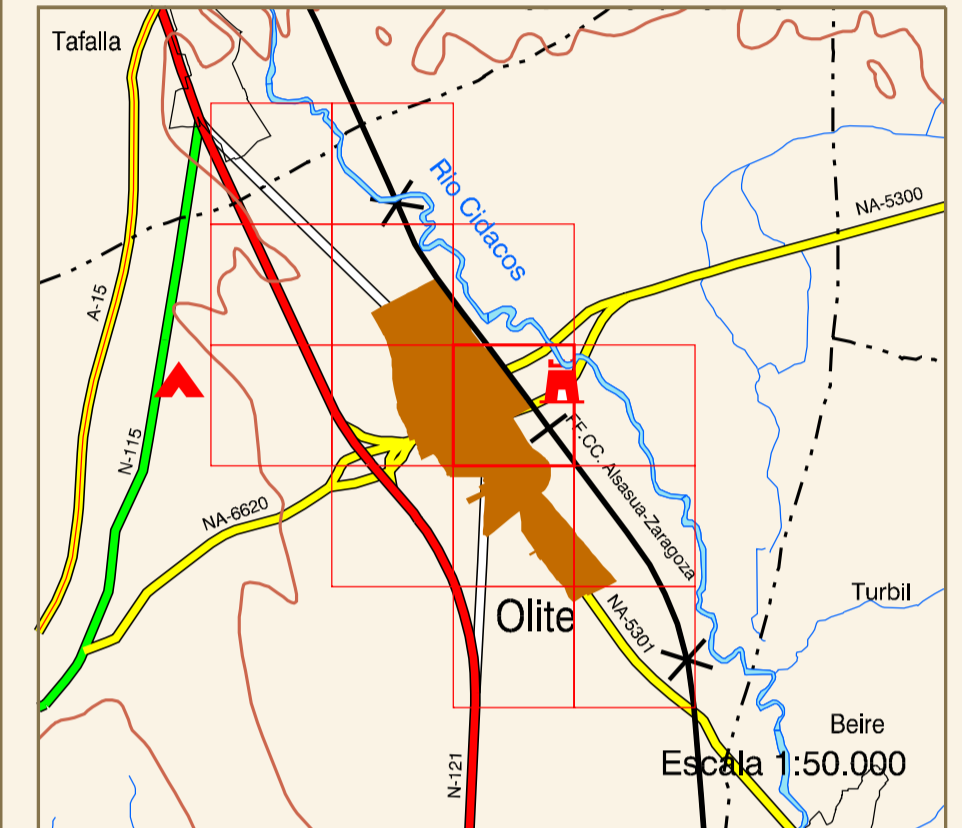 Tafalla
Rio Cidacos
NA-5300
A-15
N-115
FF.CC. Alsasua-Zaragoza
NA-6620
Turbil
Olite
NA-5301
Beire
Escala 1:50.000
N-121